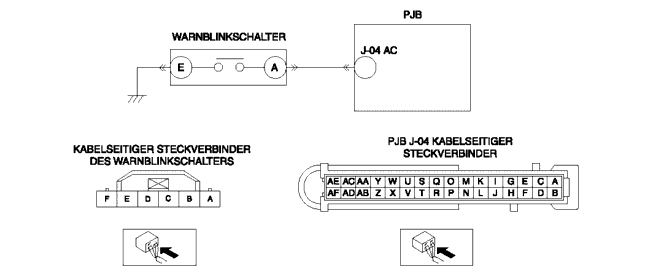 PJB
WARNBLINKSCHALTER
J-04 AC
E A
KABELSEITIGER STECKVERBINDER
DES WARNBLINKSCHALTERS
F E D C B A
PJB J-04 KABELSEITIGER
STECKVERBINDER
AE AC AA Y W U S Q O M K I G E C A
AF AD AB Z X V T R P N L J H F D B